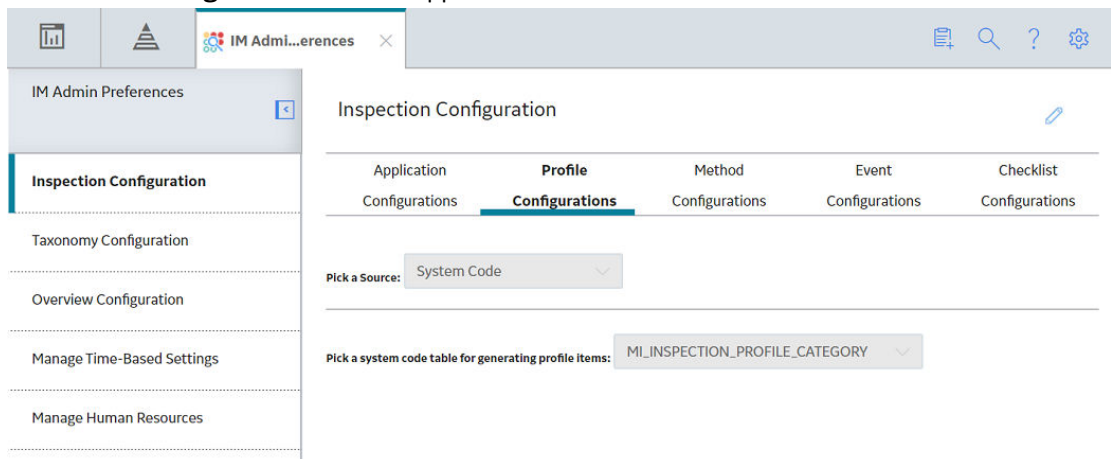 IM Admi...erences
IM Admin Preferences
Inspection Configuration
Taxonomy Configuration
Overview Configuration
Manage Time-Based Settings
Manage Human Resources
Inspection Configuration
Application Configurations
Profile Configurations
Method Configurations
Event Configurations
Checklist Configurations
Pick a Source: System Code
Pick a system code table for generating profile items: MI_INSPECTION_PROFILE_CATEGORY